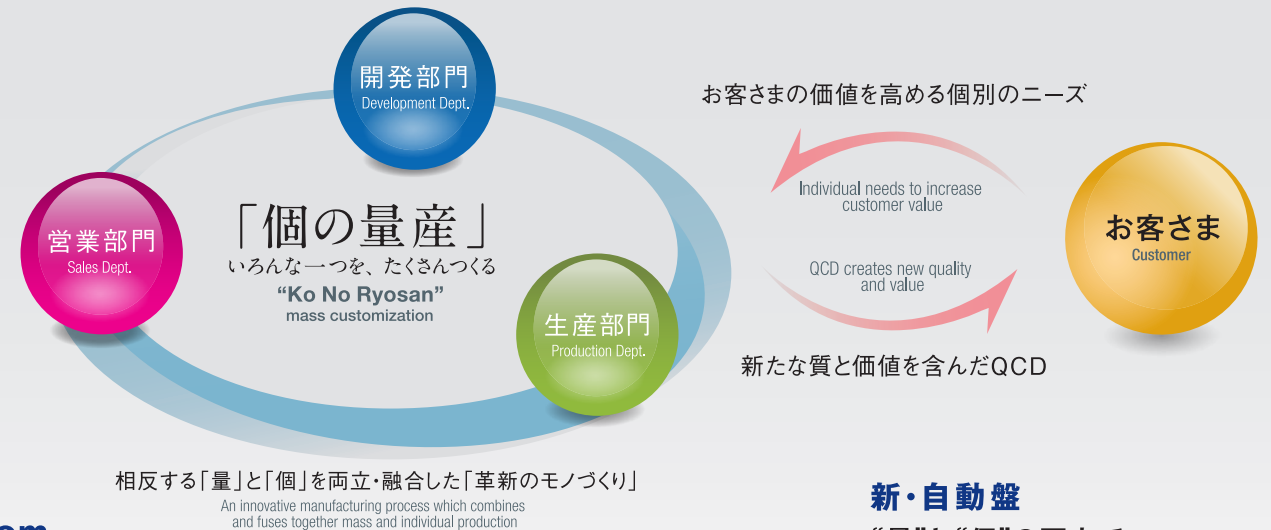 開発部門
Development Dept.
お客さまの価値を高める個別のニーズ
Individual needs to increase
customer value
営業部門
Sales Dept.
「個の量産」
いろんな一つを、たくさんつくる
“Ko No Ryosan”
mass customization
お客さま
Customer
QCD creates new quality
and value
生産部門
Production Dept.
新たな質と価値を含んだQCD
相反する「量」と「個」を両立・融合した「革新のモノづくり」
An innovative manufacturing process which combines
and fuses together mass and individual production
新・自動盤